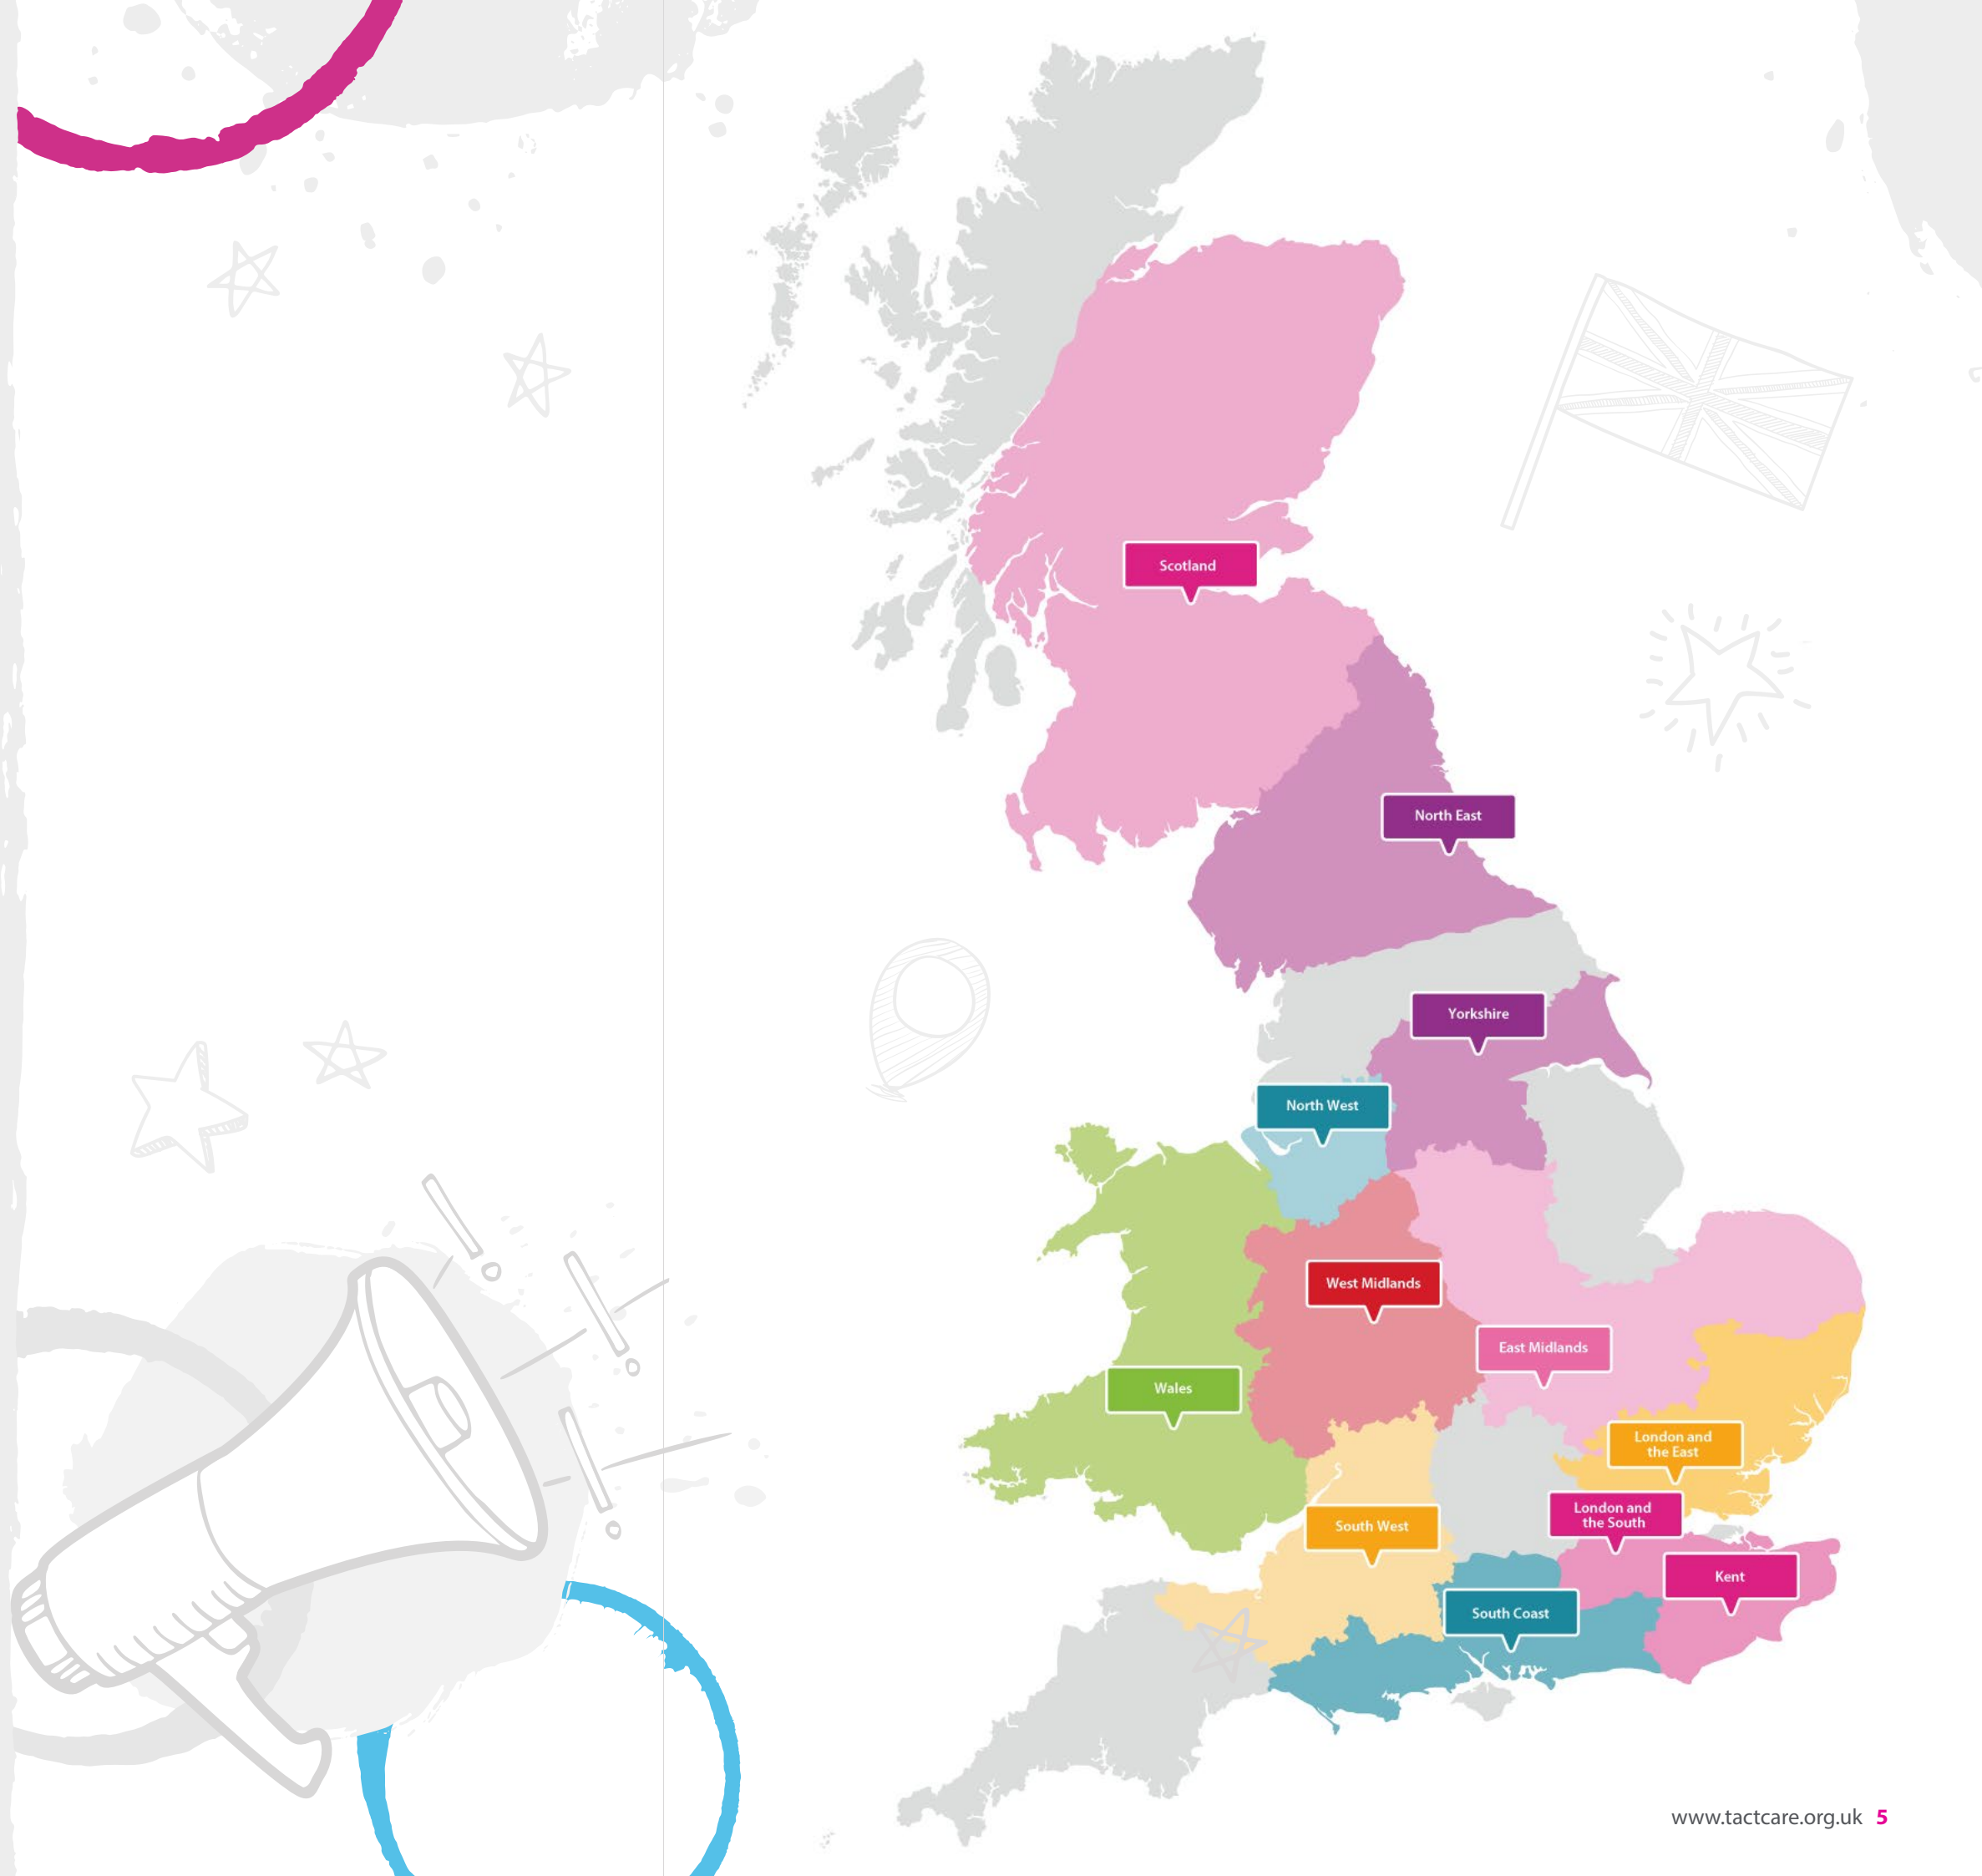 Scotland
North East
Yorkshire
North West
West Midlands
East Midlands
Wales
London and
the East
London and
the South
South West
Kent
South Coast
www.tactcare.org.uk 5